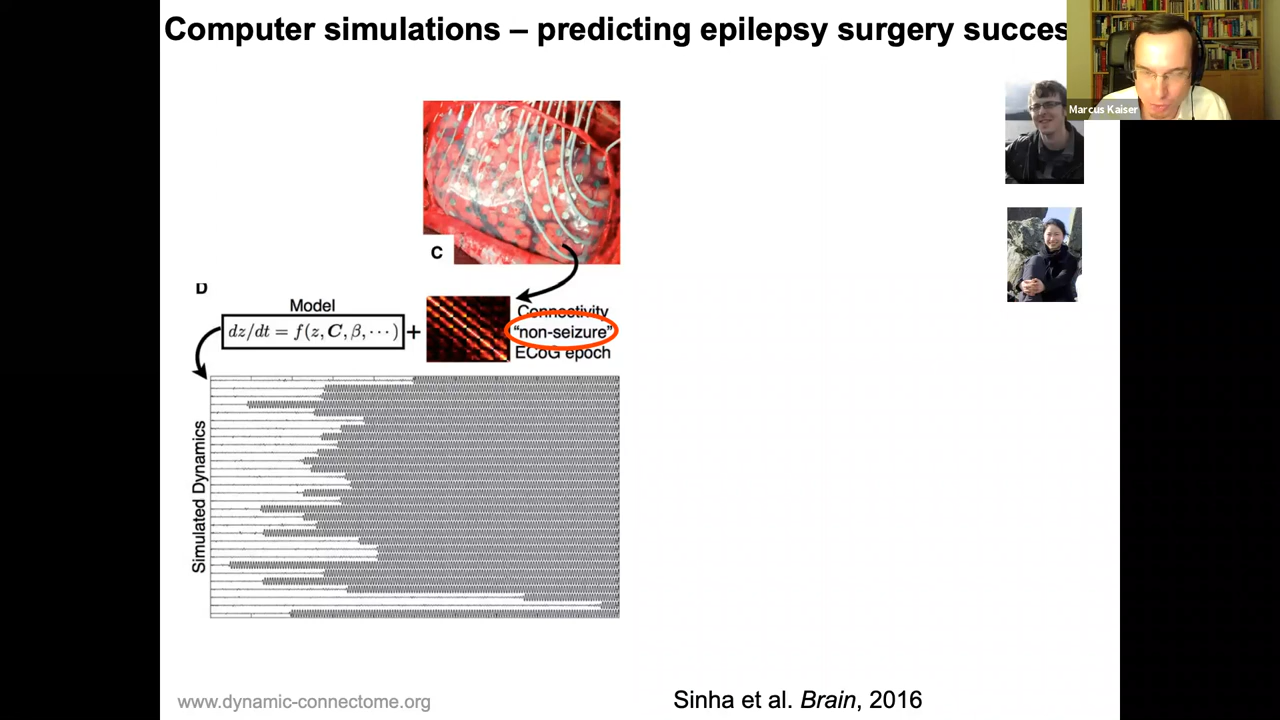 Computer simulations – predicting epilepsy surgery succes
Marcus Kaiser
C
D
Model
dz/dt = f(z, C, β, ⋯)
+
Connectivity
“non-seizure”
ECoG epoch
Simulated Dynamics
www.dynamic-connectome.org
Sinha et al. Brain, 2016